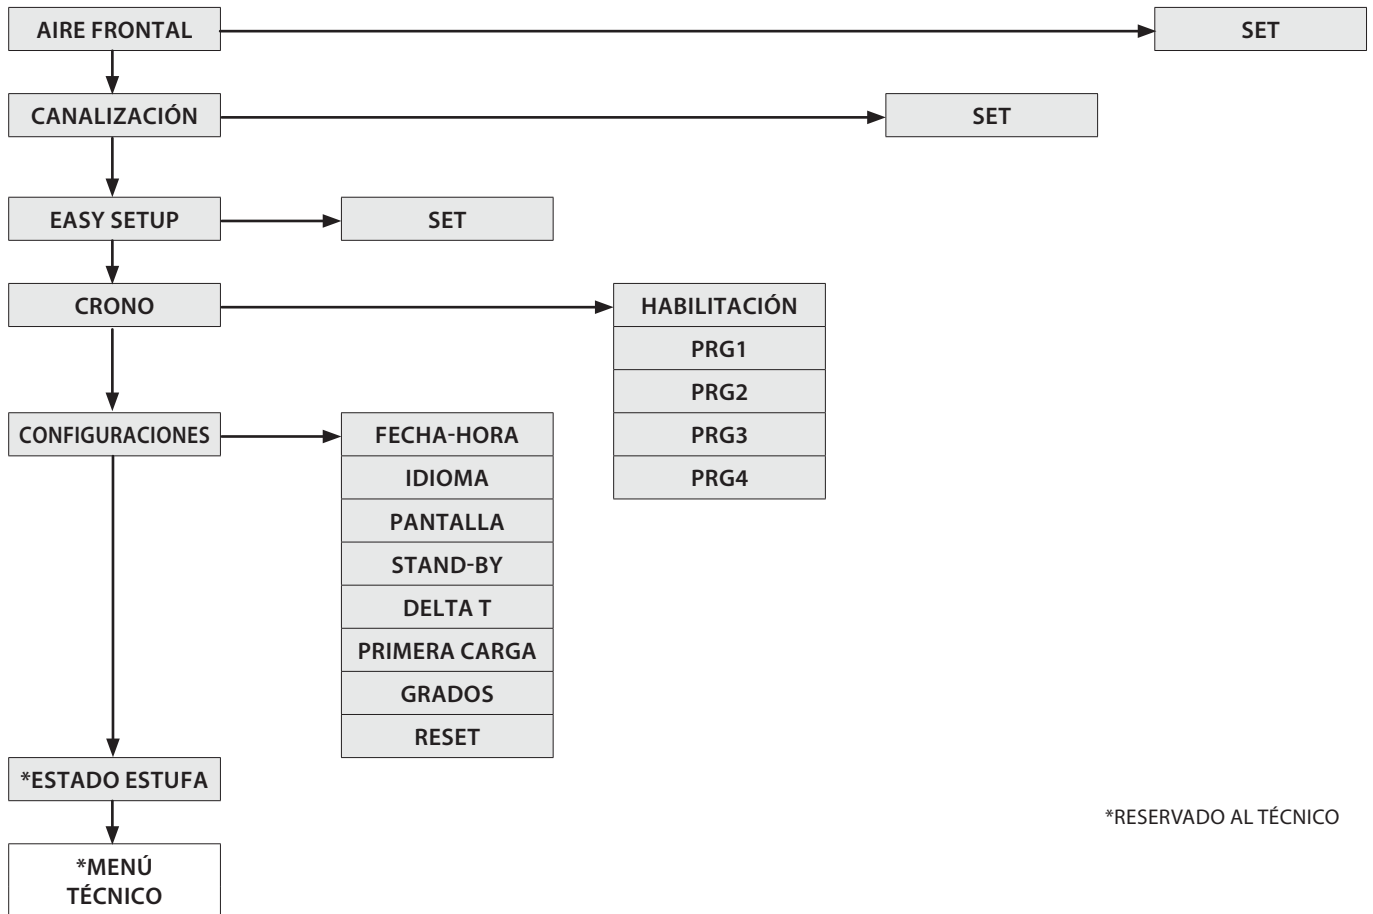 AIRE FRONTAL
SET
CANALIZACIÓN
SET
EASY SETUP
SET
CRONO
HABILITACIÓN
PRG1
PRG2
PRG3
PRG4
CONFIGURACIONES
FECHA-HORA
IDIOMA
PANTALLA
STAND-BY
DELTA T
PRIMERA CARGA
GRADOS
RESET
*ESTADO ESTUFA
*RESERVADO AL TÉCNICO
*MENÚ
TÉCNICO